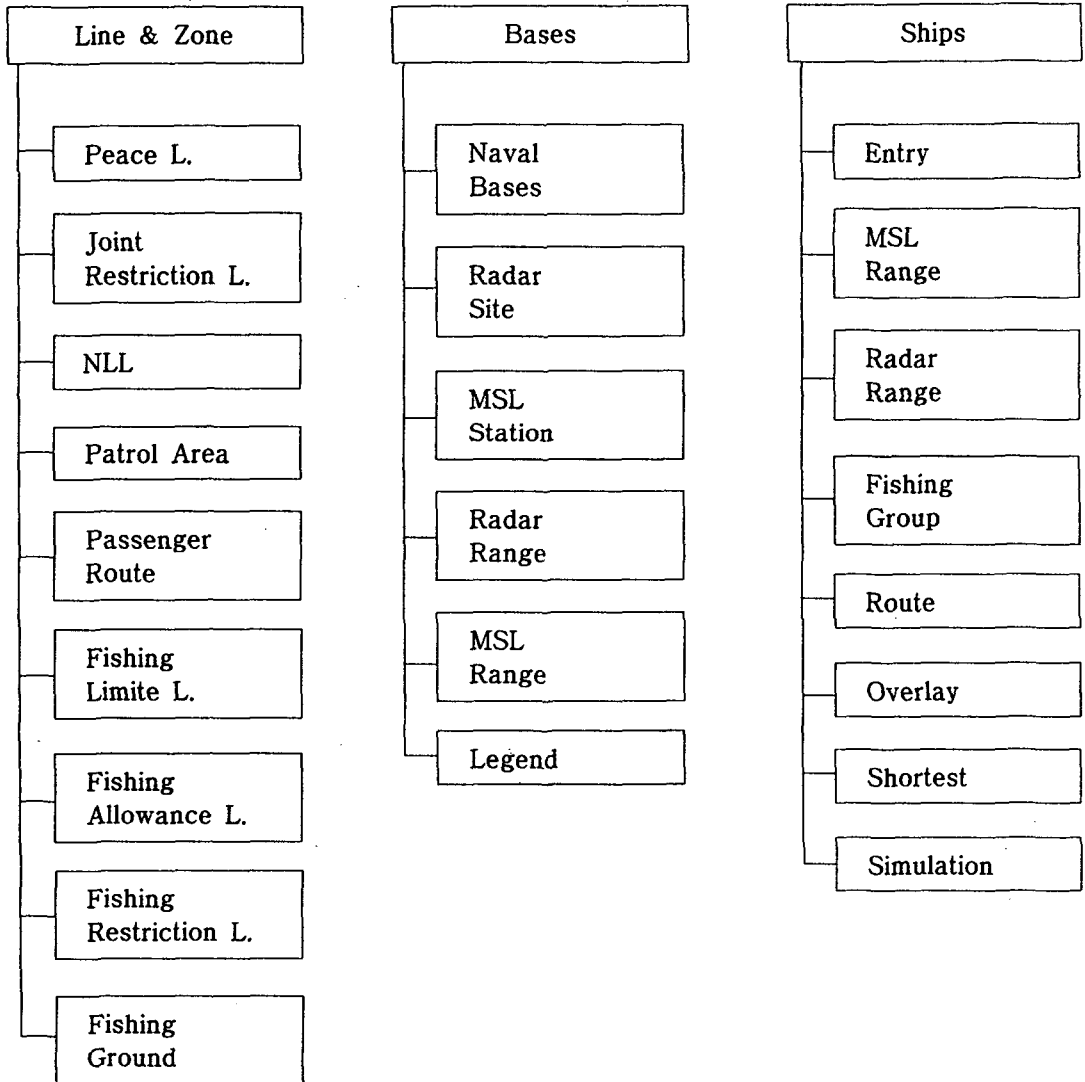 Line & Zone
Peace L.
Joint
Restriction L.
NLL
Patrol Area
Passenger
Route
Fishing
Limite L.
Fishing
Allowance L.
Fishing
Restriction L.
Fishing
Ground
Bases
Naval
Bases
Radar
Site
MSL
Station
Radar
Range
MSL
Range
Legend
Ships
Entry
MSL
Range
Radar
Range
Fishing
Group
Route
Overlay
Shortest
Simulation